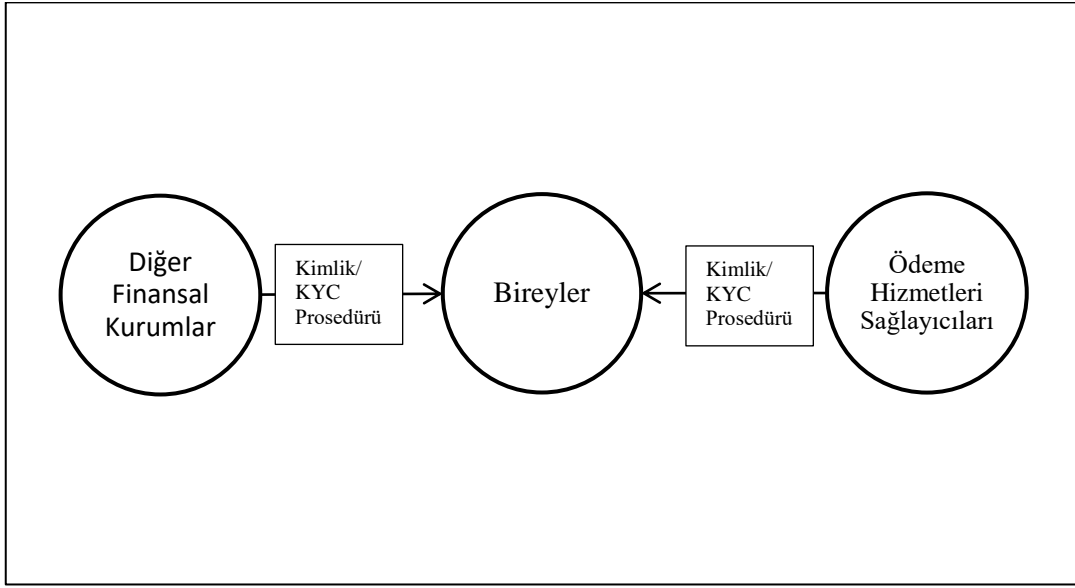 Diğer
Finansal
Kurumlar
Kimlik/
KYC
Prosedürü
Bireyler
Kimlik/
KYC
Prosedürü
Ödeme
Hizmetleri
Sağlayıcıları